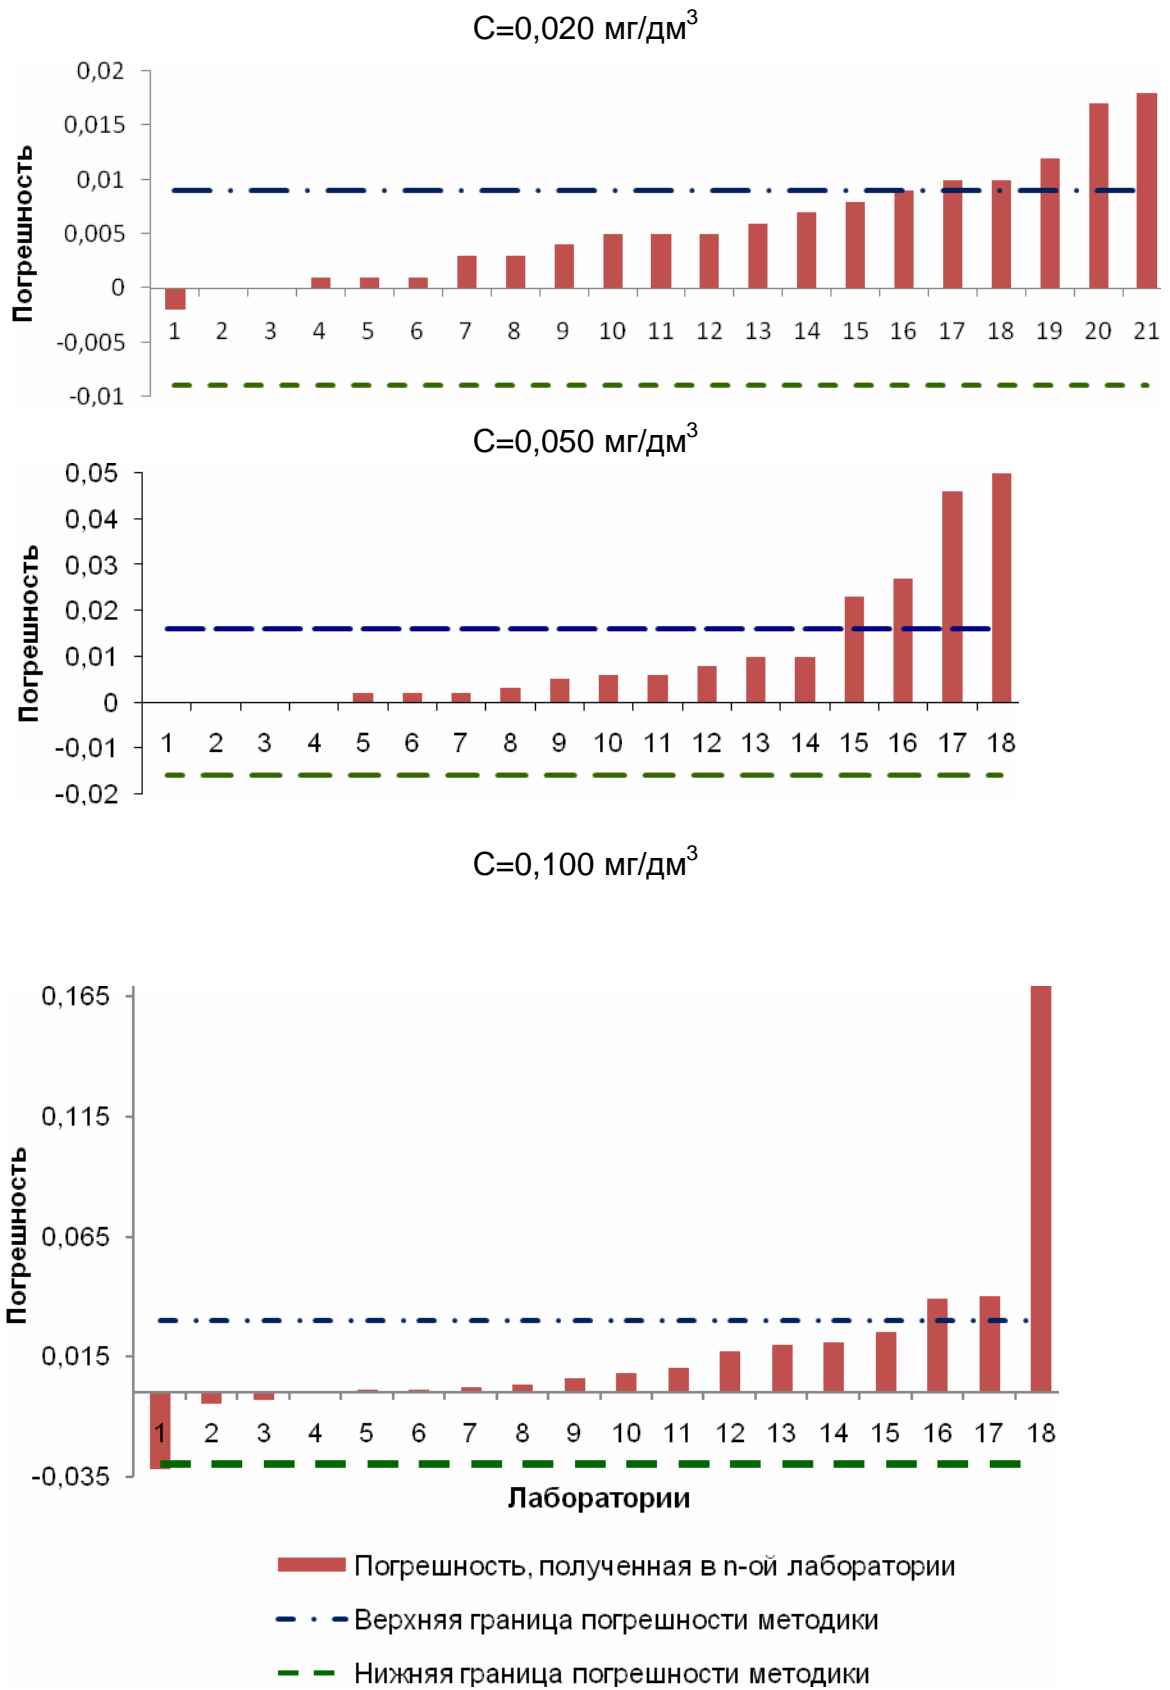 C=0,020 мг/дм³
0,02
0,015
0,01
0,005
0
-0,005
-0,01
Погрешность
1 2 3 4 5 6 7 8 9 10 11 12 13 14 15 16 17 18 19 20 21
C=0,050 мг/дм³
0,05
0,04
0,03
0,02
0,01
0
-0,01
-0,02
Погрешность
1 2 3 4 5 6 7 8 9 10 11 12 13 14 15 16 17 18
C=0,100 мг/дм³
0,165
0,115
0,065
0,015
-0,035
Погрешность
1 2 3 4 5 6 7 8 9 10 11 12 13 14 15 16 17 18
Лаборатории
Погрешность, полученная в n-ой лаборатории
Верхняя граница погрешности методики
Нижняя граница погрешности методики